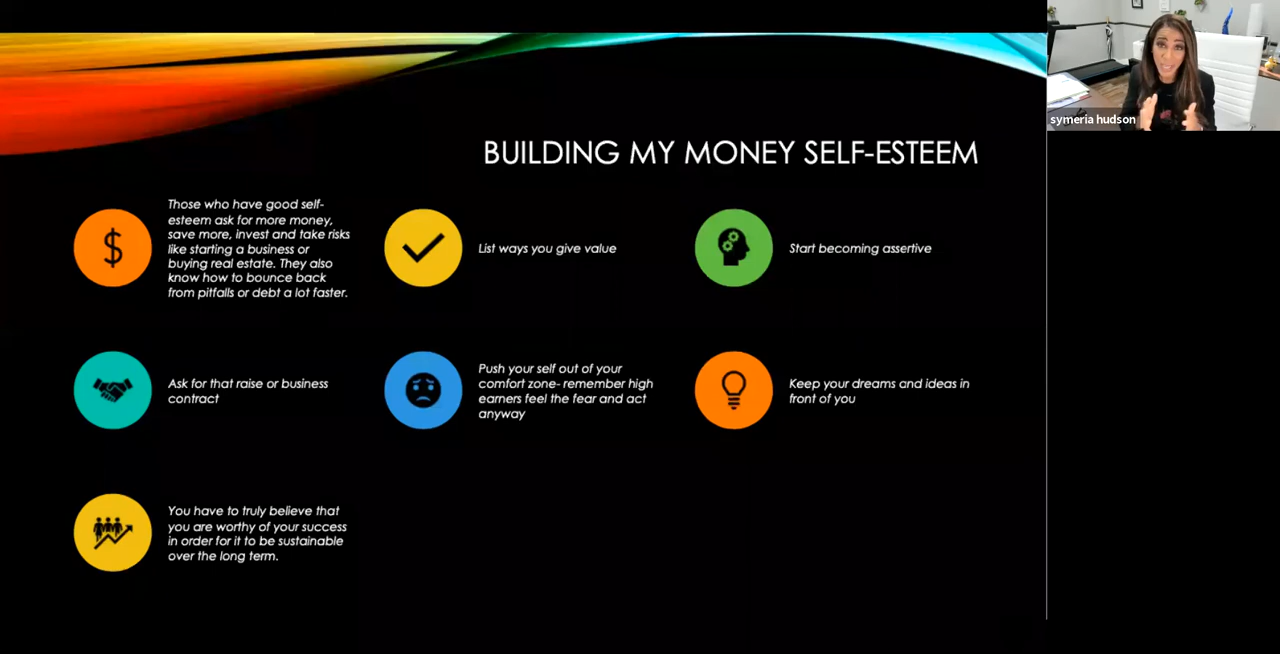 symeria hudson
BUILDING MY MONEY SELF-ESTEEM
Those who have good self-
esteem ask for more money,
save more, invest and take risks
like starting a business or
buying real estate. They also
know how to bounce back
from pitfalls or debt a lot faster.
List ways you give value
Start becoming assertive
Ask for that raise or business
contract
Push your self out of your
comfort zone- remember high
earners feel the fear and act
anyway
Keep your dreams and ideas in
front of you
You have to truly believe that
you are worthy of your success
in order for it to be sustainable
over the long term.